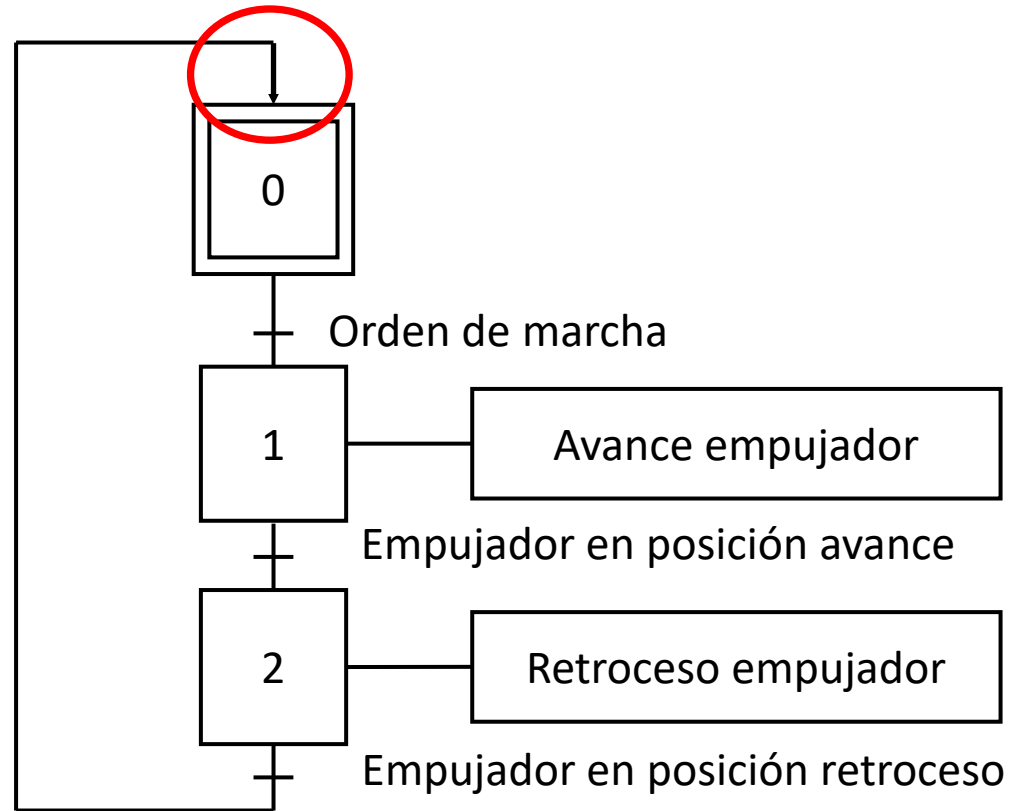 0
Orden de marcha
1
Avance empujador
Empujador en posición avance
2
Retroceso empujador
Empujador en posición retroceso